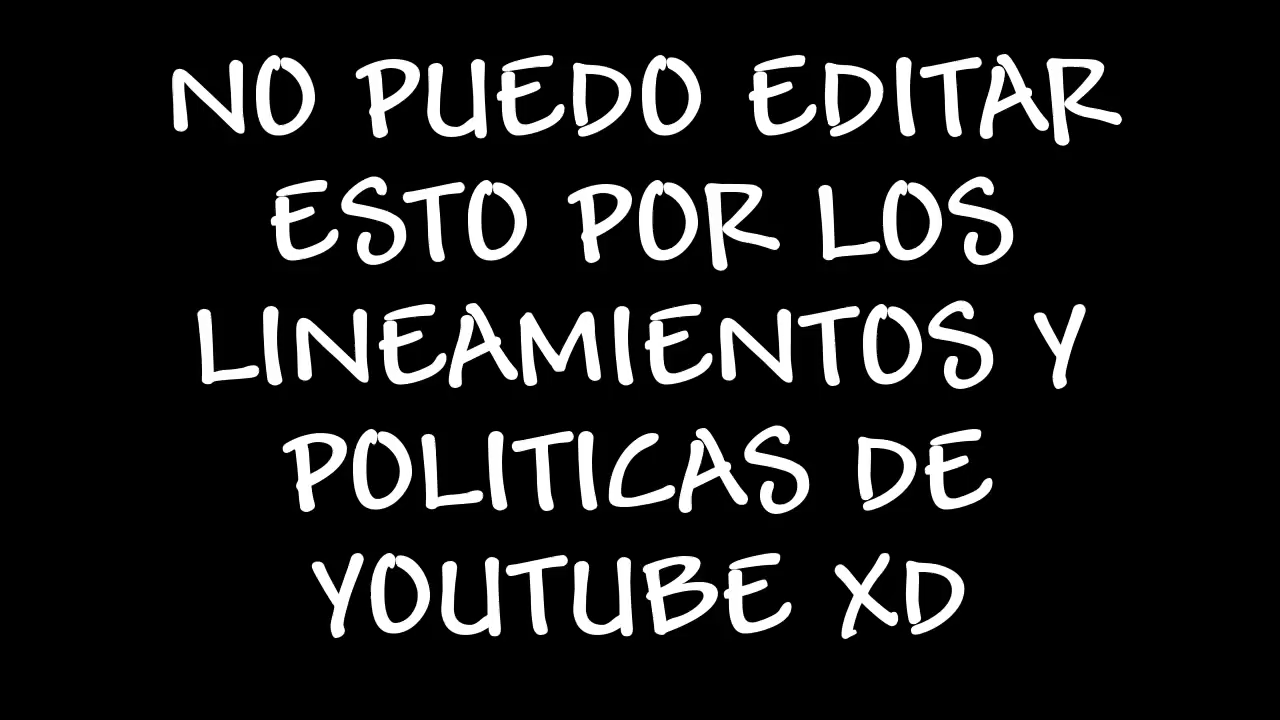 NO PUEDO EDITAR
ESTO POR LOS
LINEAMIENTOS Y
POLITICAS DE
YOUTUBE XD